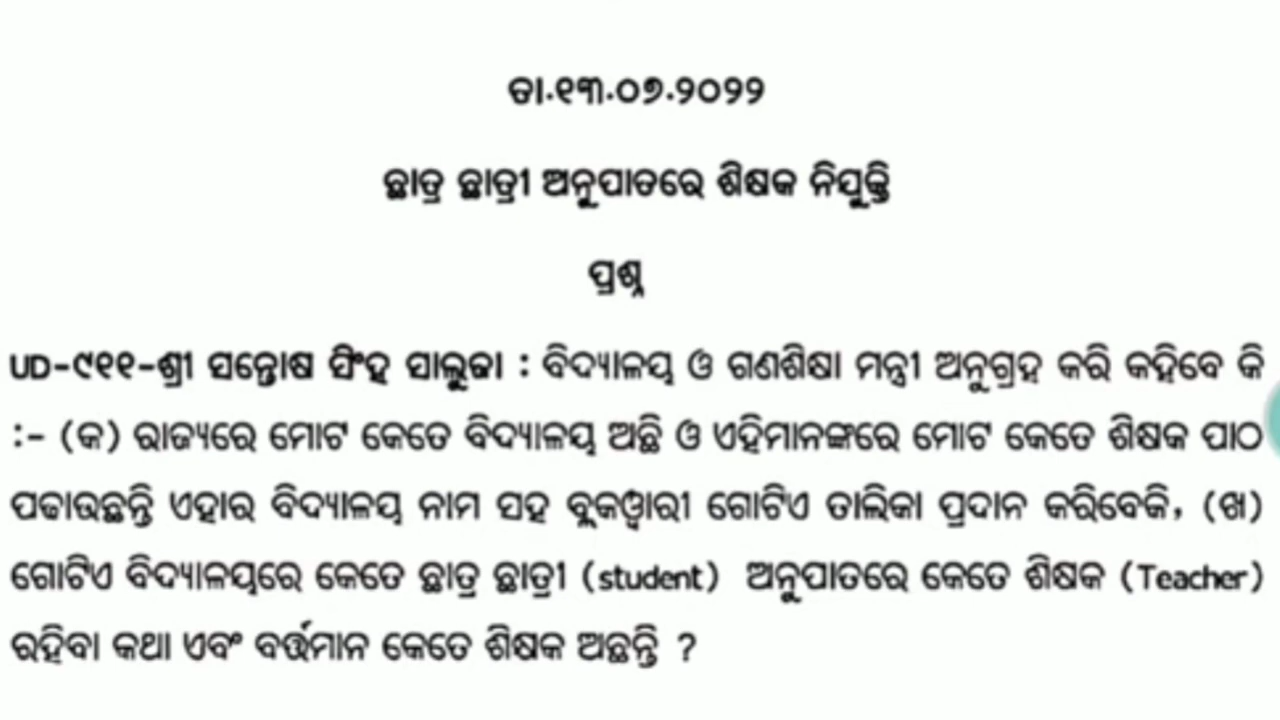 ତା.୧୩.୦୭.୨୦୨୨
ଛାତ୍ର ଛାତ୍ରୀ ଅନୁପାତରେ ଶିକ୍ଷକ ନିଯୁକ୍ତି
ପ୍ରଶ୍ନ
UD-୯୧୧-ଶ୍ରୀ ସନ୍ତୋଷ ସିଂହ ସାଲୁଜା : ବିଦ୍ୟାଳୟ ଓ ଗଣଶିକ୍ଷା ମନ୍ତ୍ରୀ ଅନୁଗ୍ରହ କରି କହିବେ କି
:- (କ) ରାଜ୍ୟରେ ମୋଟ କେତେ ବିଦ୍ୟାଳୟ ଅଛି ଓ ଏହିମାନଙ୍କରେ ମୋଟ କେତେ ଶିକ୍ଷକ ପାଠ
ପଢାଉଛନ୍ତି ଏହାର ବିଦ୍ୟାଳୟ ନାମ ସହ ବ୍ଲକୱାରୀ ଗୋଟିଏ ତାଲିକା ପ୍ରଦାନ କରିବେକି, (ଖ)
ଗୋଟିଏ ବିଦ୍ୟାଳୟରେ କେତେ ଛାତ୍ର ଛାତ୍ରୀ (student) ଅନୁପାତରେ କେତେ ଶିକ୍ଷକ (Teacher)
ରହିବା କଥା ଏବଂ ବର୍ତ୍ତମାନ କେତେ ଶିକ୍ଷକ ଅଛନ୍ତି ?